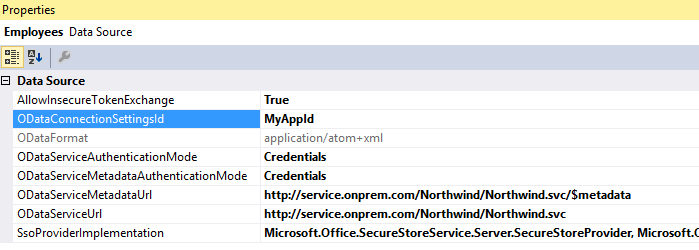 Properties
Employees Data Source
Data Source
AllowInsecureTokenExchange True
ODataConnectionSettingsId MyAppId
ODataFormat application/atom+xml
ODataServiceAuthenticationMode Credentials
ODataServiceMetadataAuthenticationMode Credentials
ODataServiceMetadataUrl http://service.onprem.com/Northwind/Northwind.svc/$metadata
ODataServiceUrl http://service.onprem.com/Northwind/Northwind.svc
SsoProviderImplementation Microsoft.Office.SecureStoreService.Server.SecureStoreProvider, Microsoft.O